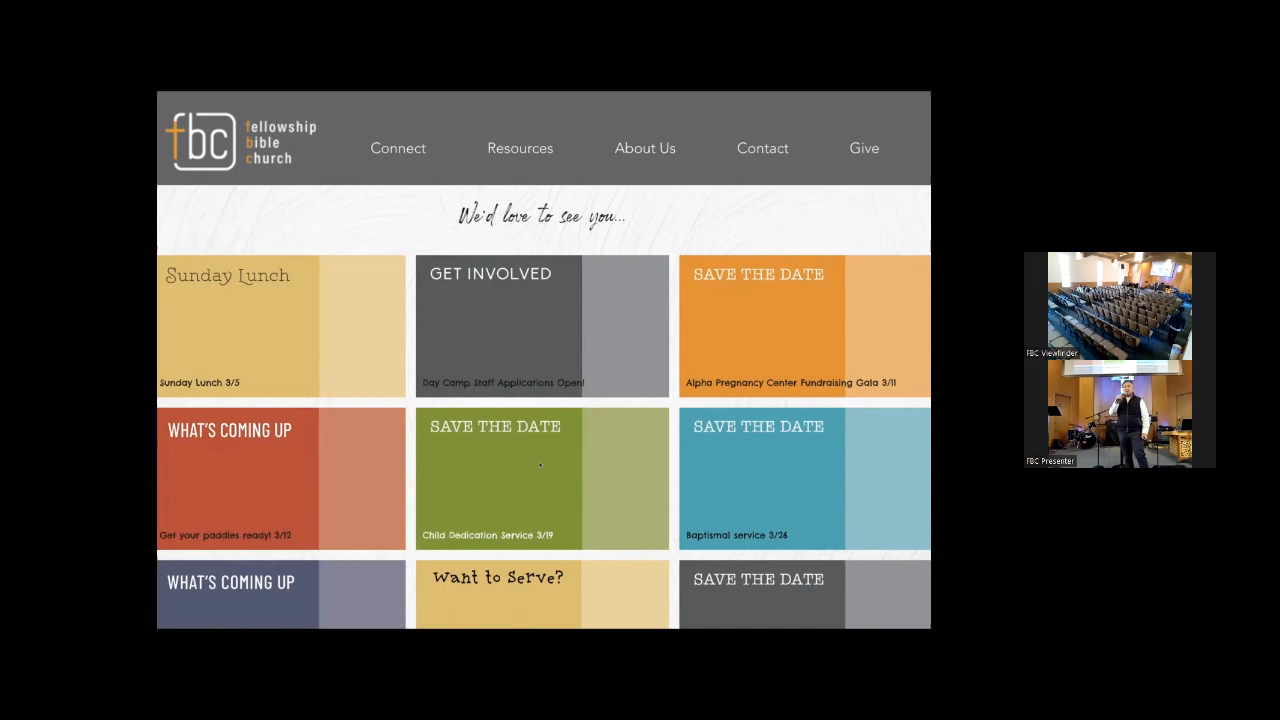 fbc
fellowship
bible
church
Connect Resources About Us Contact Give
We'd love to see you...
Sunday Lunch
Sunday Lunch 3/5
GET INVOLVED
Day Camp Staff Applications Open!
SAVE THE DATE
Alpha Pregnancy Center Fundraising Gala 3/11
WHAT'S COMING UP
Get your paddles ready! 3/12
SAVE THE DATE
Child Dedication Service 3/19
SAVE THE DATE
Baptismal service 3/26
WHAT'S COMING UP
Want to Serve?
SAVE THE DATE
FBC Viewfinder
FBC Presenter